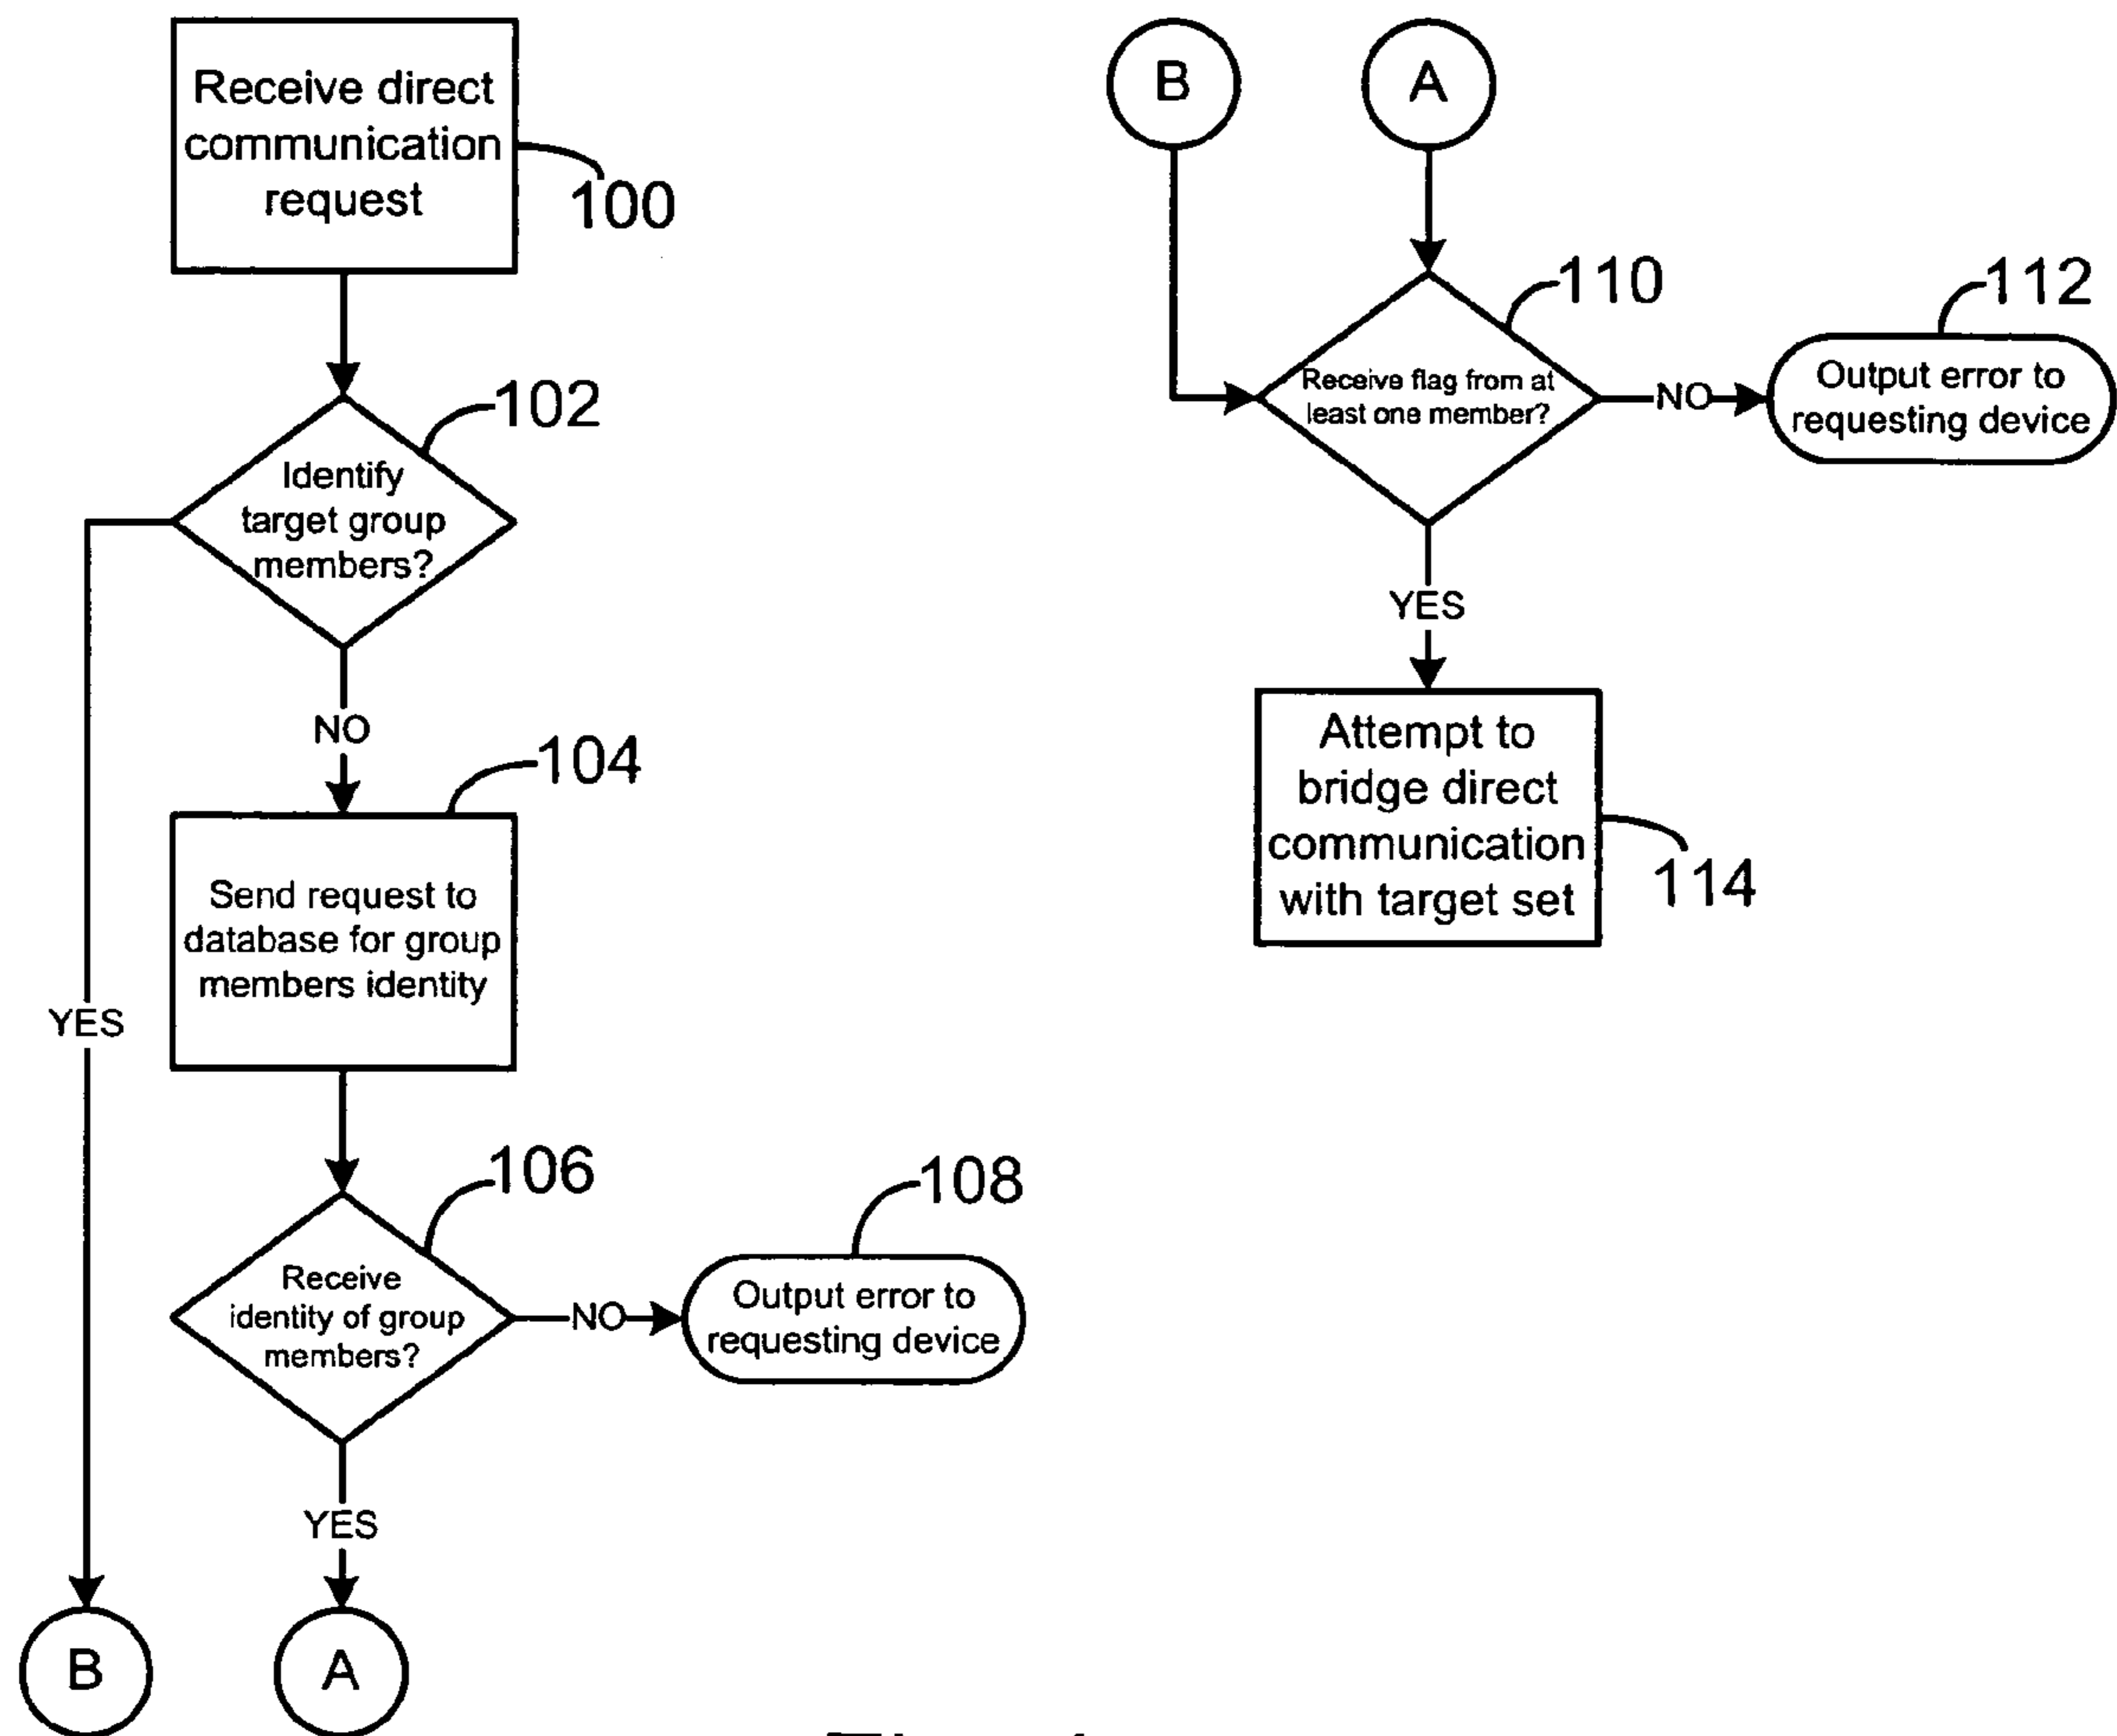 Receive direct
communication
request
100
102
Identify
target group
members?
NO
104
Send request to
database for group
members identity
YES
106
108
Receive
identity of group
members?
NO
Output error to
requesting device
YES
B
A
B
A
110
112
Receive flag from at
least one member?
NO
Output error to
requesting device
YES
Attempt to
bridge direct
communication
with target set
114